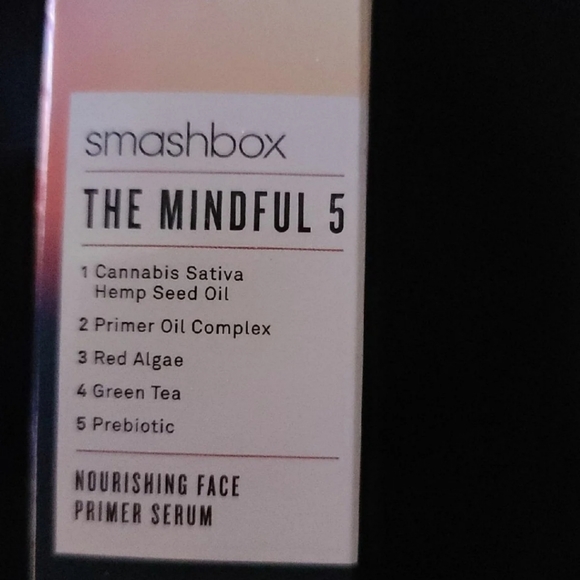 smashbox
THE MINDFUL 5
1 Cannabis Sativa
Hemp Seed Oil
2 Primer Oil Complex
3 Red Algae
4 Green Tea
5 Prebiotic
NOURISHING FACE
PRIMER SERUM